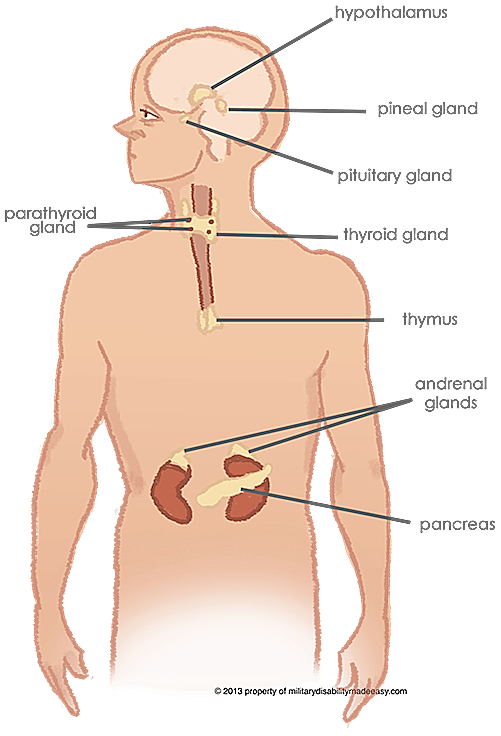 hypothalamus
pineal gland
pituitary gland
parathyroid
gland
thyroid gland
thymus
andrenal
glands
pancreas
© 2013 property of militarydisabilitymadeeasy.com